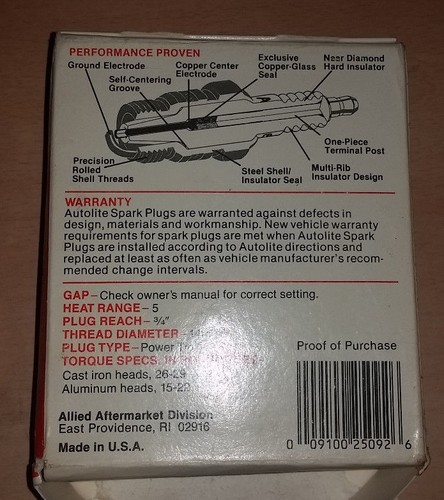 PERFORMANCE PROVEN
Ground Electrode
Copper Center
Electrode
Exclusive
Copper-Glass
Seal
Near Diamond
Hard Insulator
Self-Centering
Groove
One-Piece
Terminal Post
Precision
Rolled
Shell Threads
Steel Shell/
Insulator Seal
Multi-Rib
Insulator Design
WARRANTY
Autolite Spark Plugs are warranted against defects in
design, materials and workmanship. New vehicle warranty
requirements for spark plugs are met when Autolite Spark
Plugs are installed according to Autolite directions and
replaced at least as often as vehicle manufacturer's recom-
mended change intervals.
GAP – Check owner's manual for correct setting.
HEAT RANGE – 5
PLUG REACH – ¾"
THREAD DIAMETER
PLUG TYPE – Power
TORQUE SPECS.
Cast iron heads, 26-29
Aluminum heads,
Proof of Purchase
Allied Aftermarket Division
East Providence, RI 02916
Made in U.S.A.
0 09100 25092 6